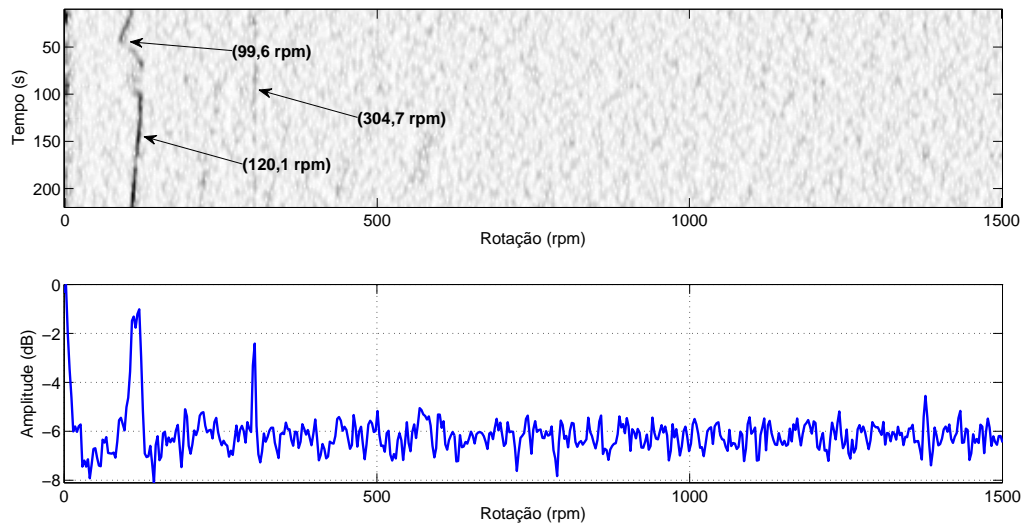 50
100
150
200
Tempo (s)
(99,6 rpm)
(304,7 rpm)
(120,1 rpm)
0
500
1000
1500
Rotação (rpm)
0
−2
−4
−6
−8
Amplitude (dB)
0
500
1000
1500
Rotação (rpm)